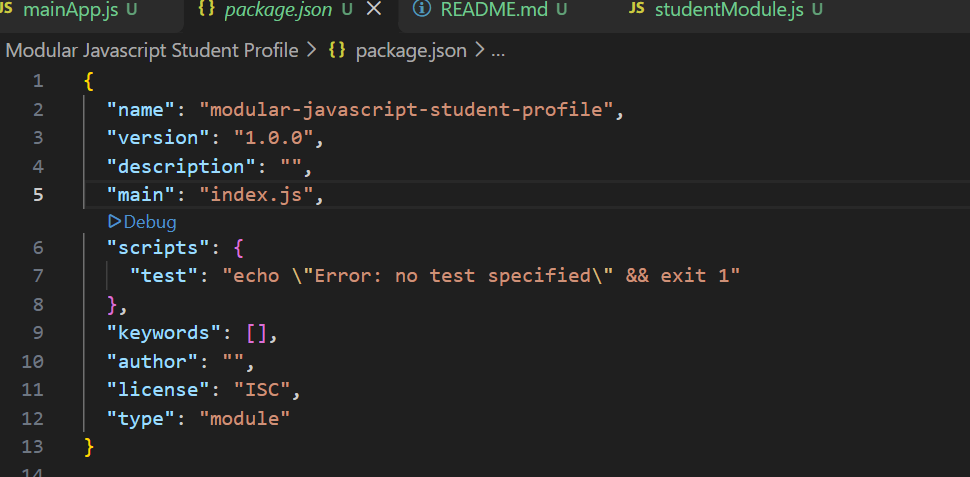 JS mainApp.js U {} package.json U × README.md U JS studentModule.js U
Modular Javascript Student Profile > {} package.json > ...
1 {
2 "name": "modular-javascript-student-profile",
3 "version": "1.0.0",
4 "description": "",
5 "main": "index.js",
Debug
6 "scripts": {
7 "test": "echo \"Error: no test specified\" && exit 1"
8 },
9 "keywords": [],
10 "author": "",
11 "license": "ISC",
12 "type": "module"
13 }
14